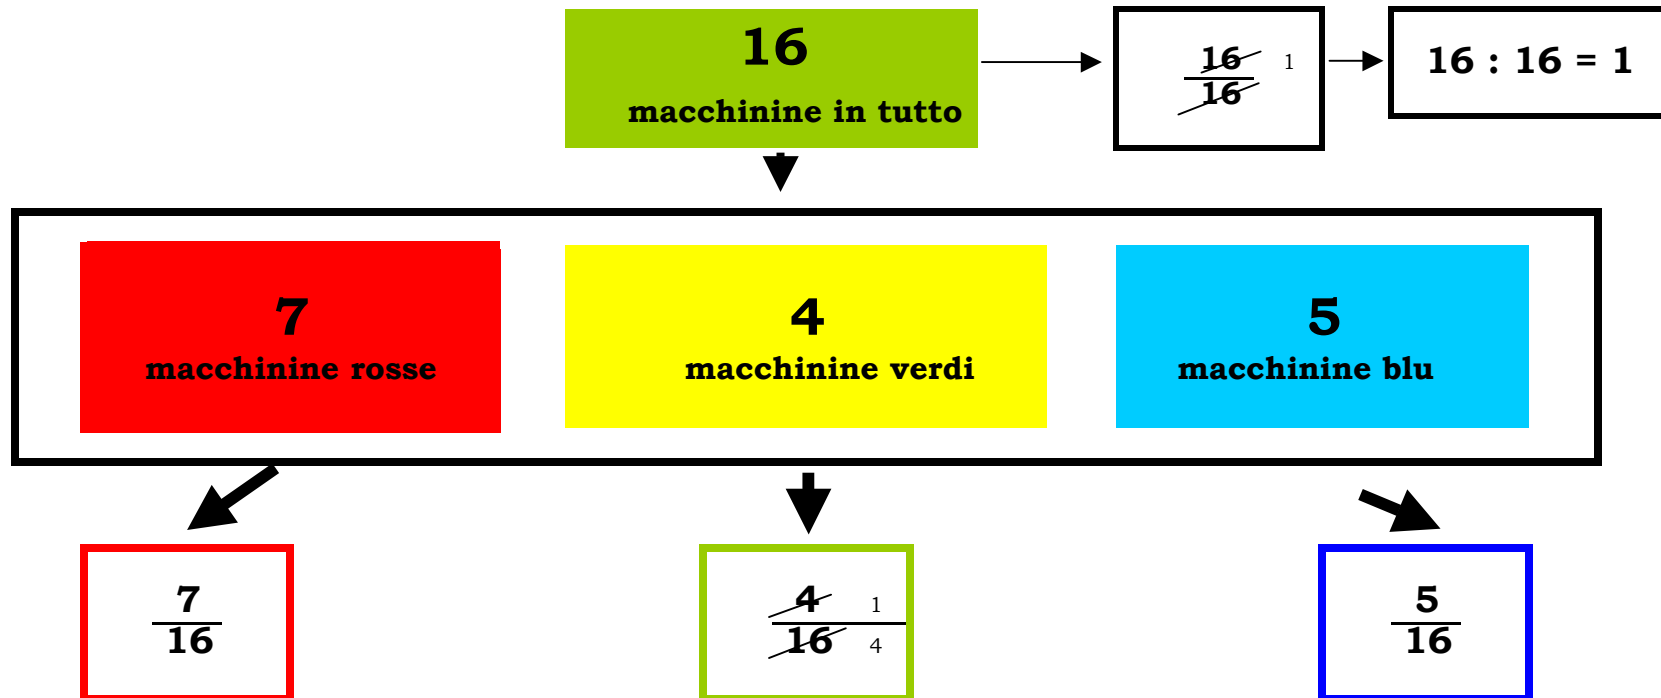 16
macchinine in tutto
16 1
16
16 : 16 = 1
7
macchinine rosse
4
macchinine verdi
5
macchinine blu
7
16
4 1
16 4
5
16